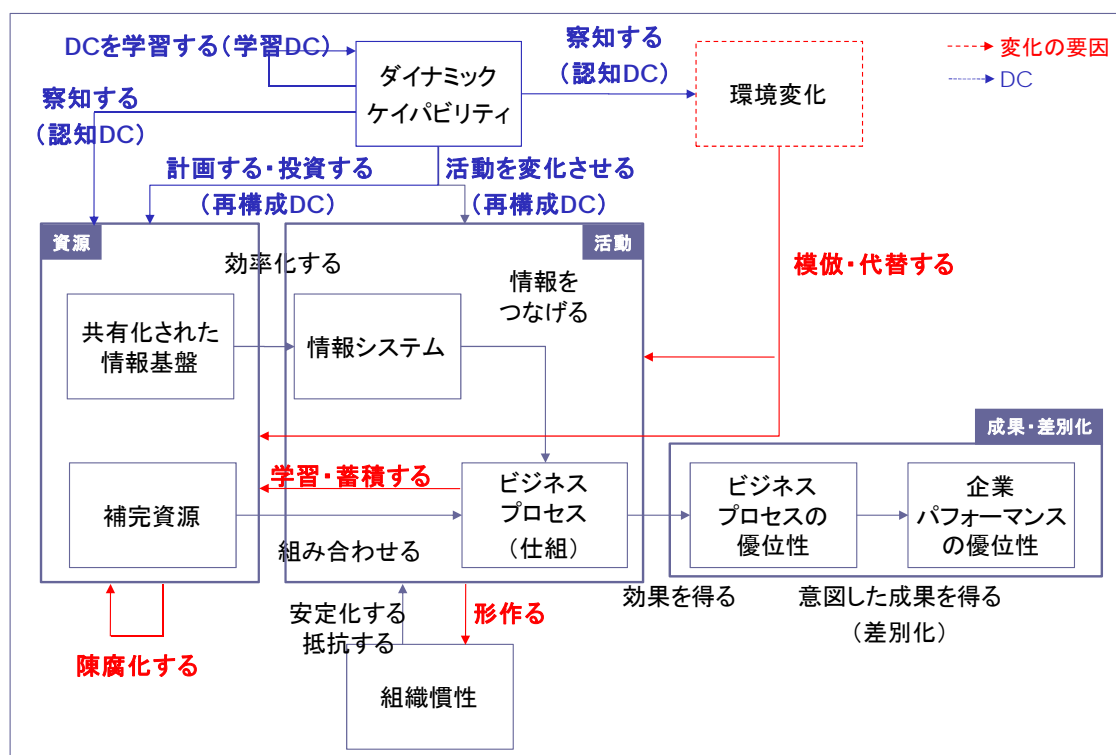 DCを学習する（学習DC）
ダイナミック
ケイパビリティ
察知する
（認知DC）
環境変化
変化の要因
DC
察知する
（認知DC）
計画する・投資する
（再構成DC）
活動を変化させる
（再構成DC）
資源
活動
効率化する
情報を
つなげる
模倣・代替する
共有化された
情報基盤
情報システム
成果・差別化
学習・蓄積する
補完資源
ビジネス
プロセス
（仕組）
ビジネス
プロセスの
優位性
企業
パフォーマンス
の優位性
組み合わせる
効果を得る
意図した成果を得る
（差別化）
安定化する
抵抗する
形作る
陳腐化する
組織慣性